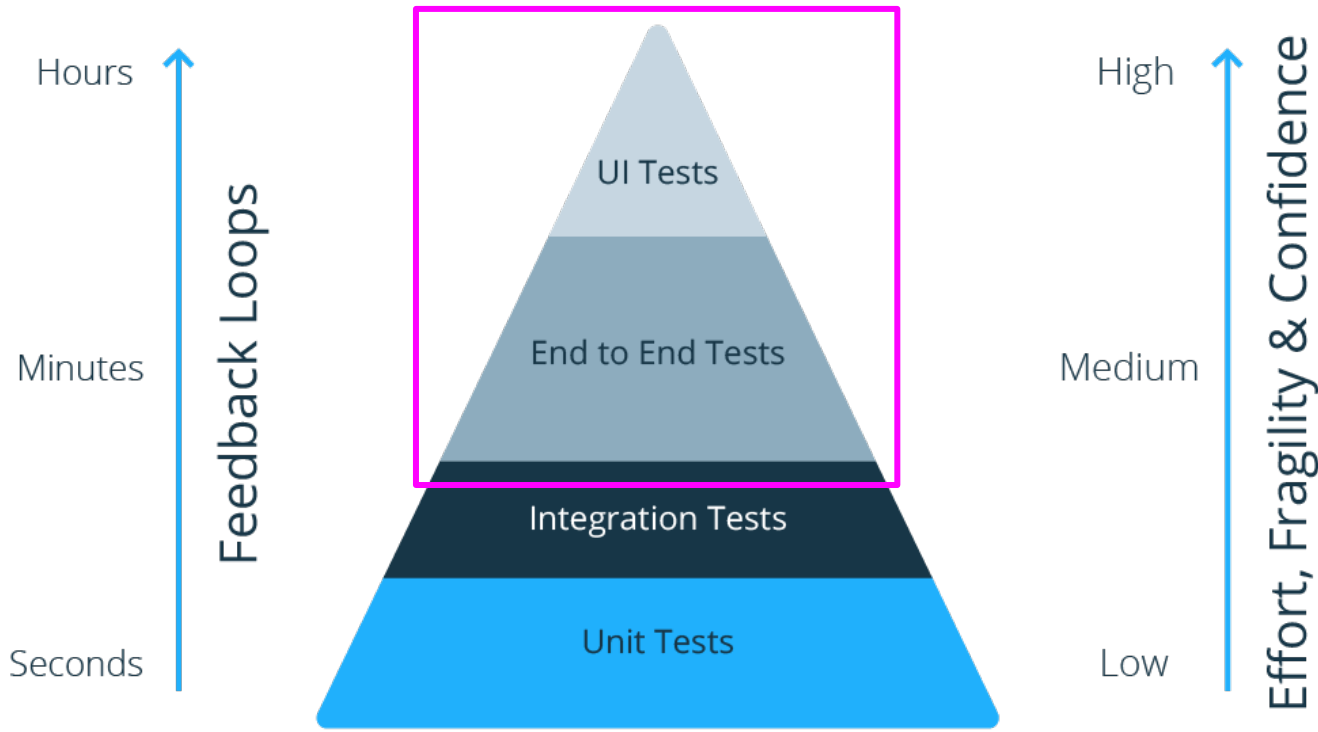 Hours
Minutes
Seconds
Feedback Loops
UI Tests
End to End Tests
Integration Tests
Unit Tests
High
Medium
Low
Effort, Fragility & Confidence